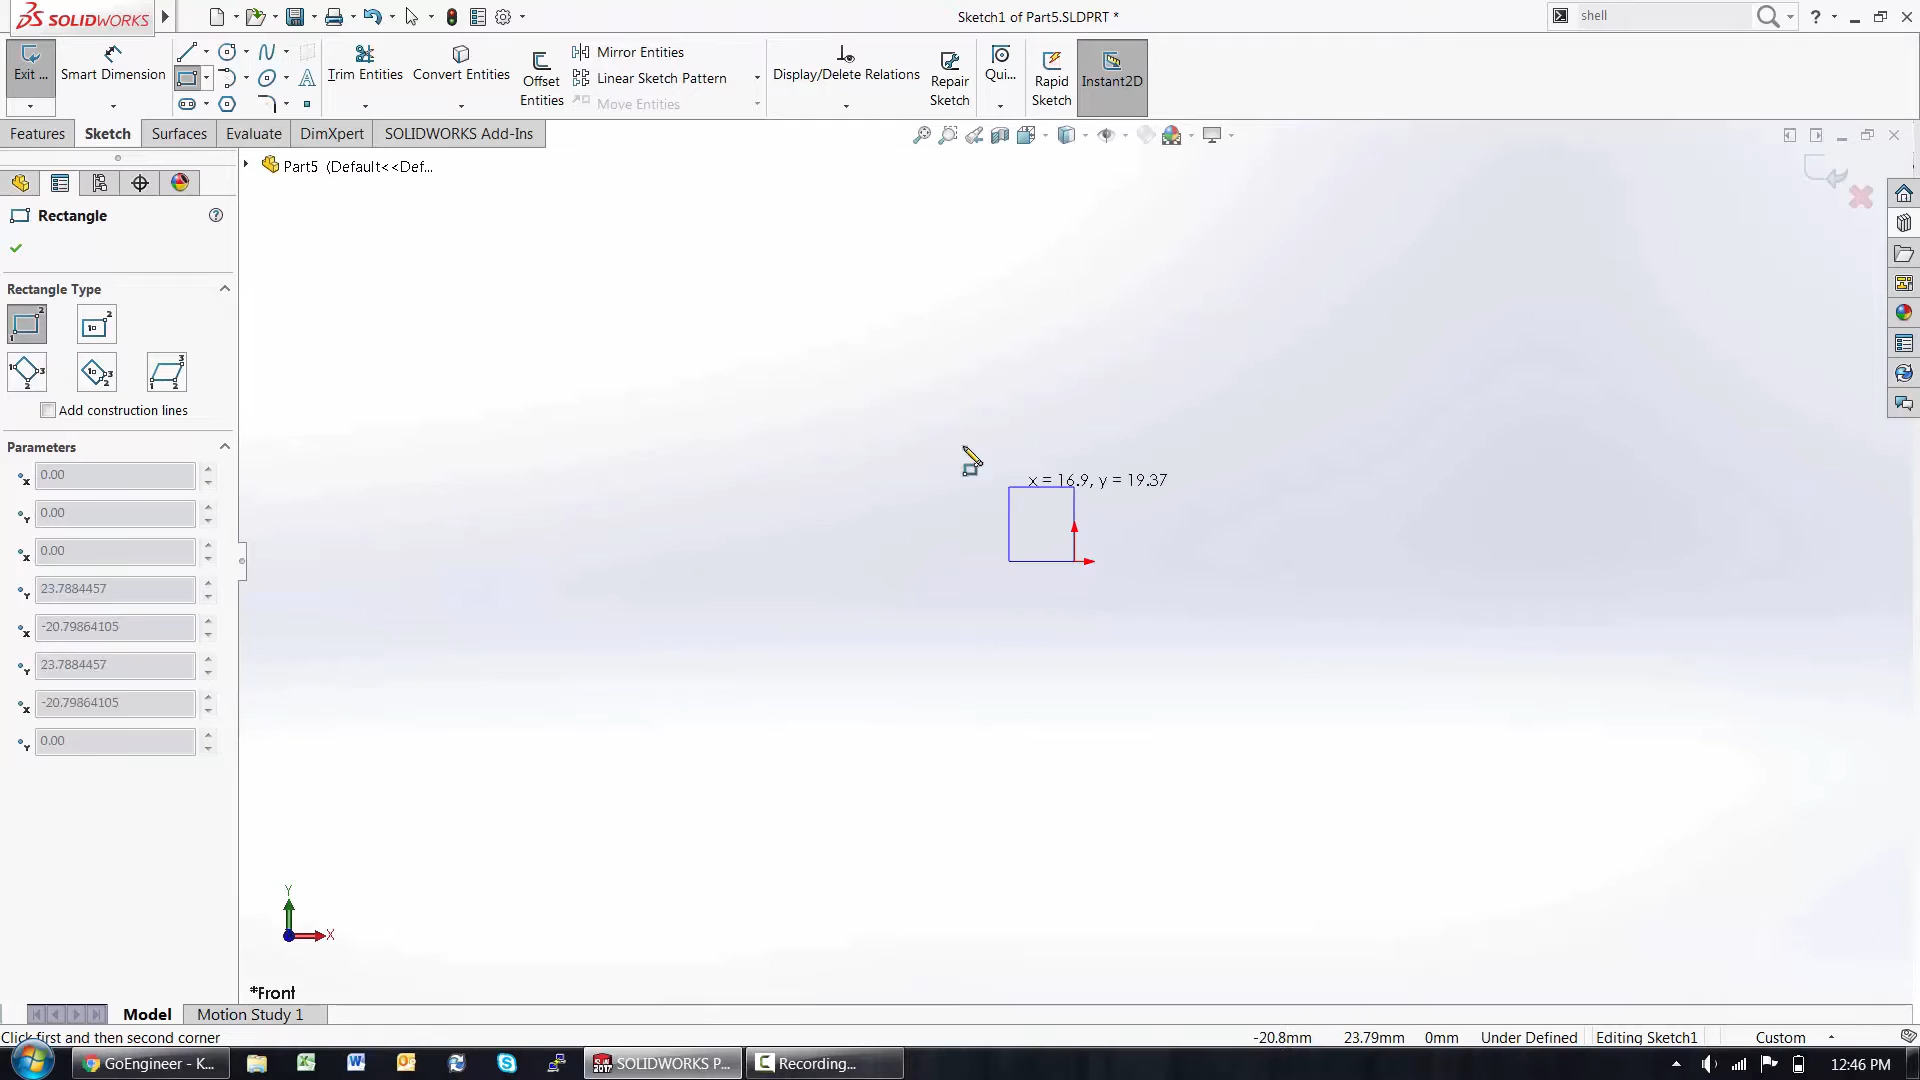 SOLIDWORKS
Sketch1 of Part5.SLDPRT *
shell
Exit ...
Smart Dimension
Trim Entities
Convert Entities
Offset
Entities
Mirror Entities
Linear Sketch Pattern
Move Entities
Display/Delete Relations
Repair
Sketch
Qui...
Rapid
Sketch
Instant2D
Features
Sketch
Surfaces
Evaluate
DimXpert
SOLIDWORKS Add-Ins
Part5 (Default<<Def...
Rectangle
Rectangle Type
Add construction lines
Parameters
0.00
0.00
0.00
23.7884457
-20.79864105
23.7884457
-20.79864105
0.00
x = 16.9, y = 19.37
Y
X
*Front
Model
Motion Study 1
Click first and then second corner
-20.8mm
23.79mm
0mm
Under Defined
Editing Sketch1
Custom
GoEngineer - K...
SOLIDWORKS P...
Recording...
12:46 PM